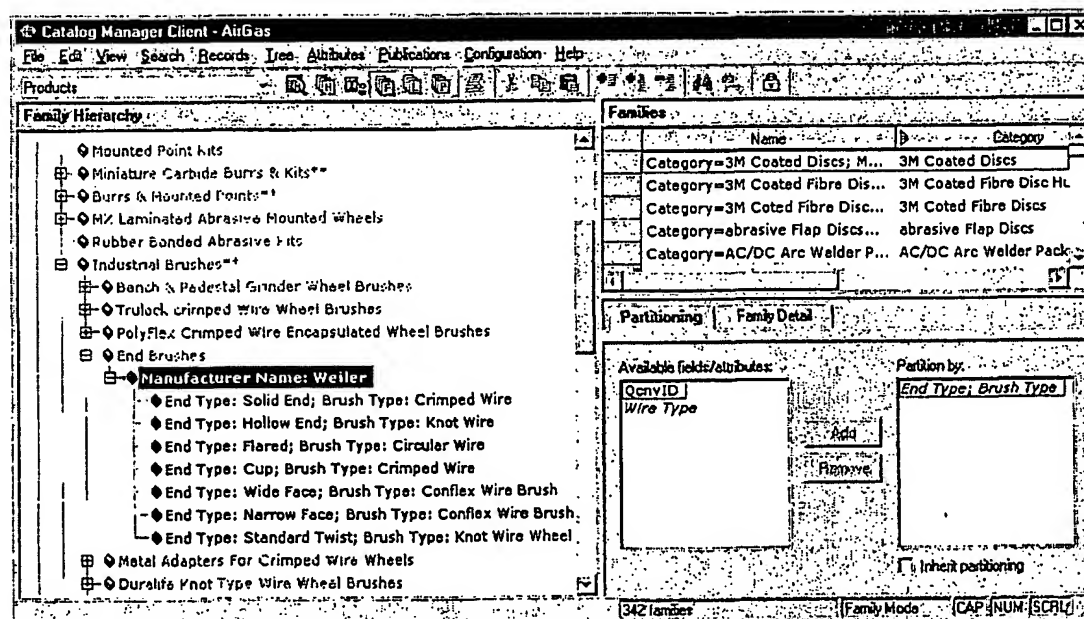 Catalog Manager Client - AirGas
File Edit View Search Records Tree Attributes Publications Configuration Help
Products
Family Hierarchy
Mounted Point Kits
Miniature Carbide Burrs & Kits*+
Burrs & Mounted Points*+
MX Laminated Abrasive Mounted Wheels
Rubber Bonded Abrasive Kits
Industrial Brushes*+
Bench & Pedestal Grinder Wheel Brushes
Trulock crimped Wire Wheel Brushes
Polyflex Crimped Wire Encapsulated Wheel Brushes
End Brushes
Manufacturer Name: Weiler
End Type: Solid End; Brush Type: Crimped Wire
End Type: Hollow End; Brush Type: Knot Wire
End Type: Flared; Brush Type: Circular Wire
End Type: Cup; Brush Type: Crimped Wire
End Type: Wide Face; Brush Type: Conflex Wire Brush
End Type: Narrow Face; Brush Type: Conflex Wire Brush
End Type: Standard Twist; Brush Type: Knot Wire Wheel
Metal Adapters For Crimped Wire Wheels
Duralife Knot Type Wire Wheel Brushes
Families
Name Category
Category=3M Coated Discs; M... 3M Coated Discs
Category=3M Coated Fibre Dis... 3M Coated Fibre Disc Hu
Category=3M Coted Fibre Disc... 3M Coted Fibre Discs
Category=abrasive Flap Discs... abrasive Flap Discs
Category=AC/DC Arc Welder P... AC/DC Arc Welder Pack
Partitioning Family Detail
Available fields/attributes: Partition by:
QcnvID End Type; Brush Type
Wire Type
Add
Remove
Inherit partitioning
342 families Family Mode CAP NUM SCRL